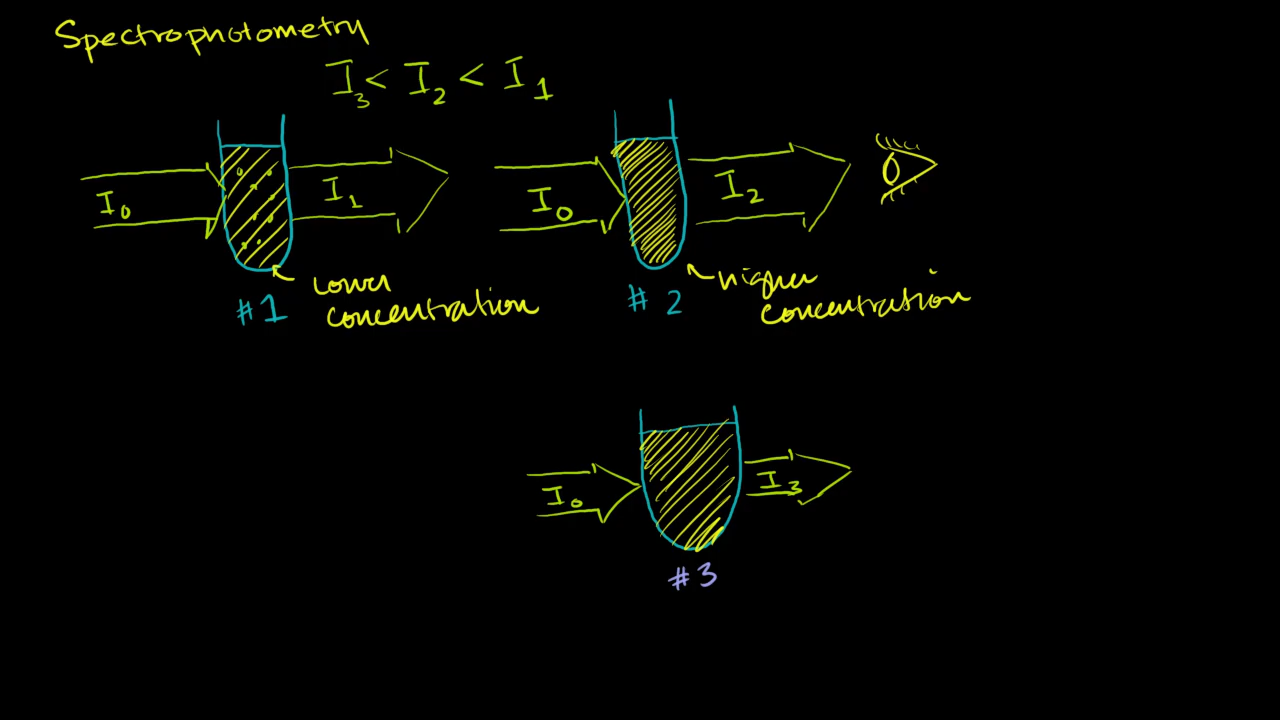 Spectrophotometry
I₃ < I₂ < I₁
I₀
I₁
I₀
I₂
lower
concentration
#1
higher
concentration
#2
I₀
I₃
#3